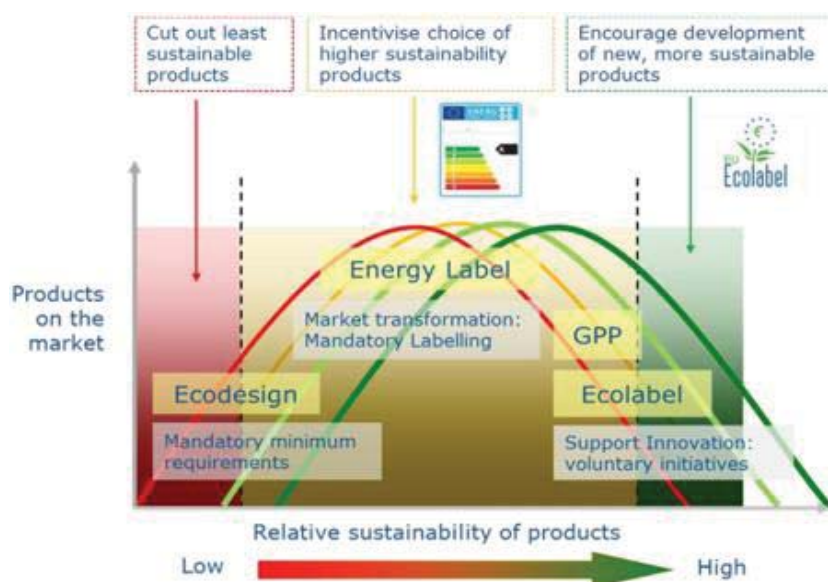 Cut out least
sustainable
products
Incentivise choice of
higher sustainability
products
Encourage development
of new, more sustainable
products
ENERG
EU
Ecolabel
Products
on the
market
Energy Label
Market transformation:
Mandatory Labelling
GPP
Ecodesign
Ecolabel
Mandatory minimum
requirements
Support Innovation:
voluntary initiatives
Relative sustainability of products
Low
High